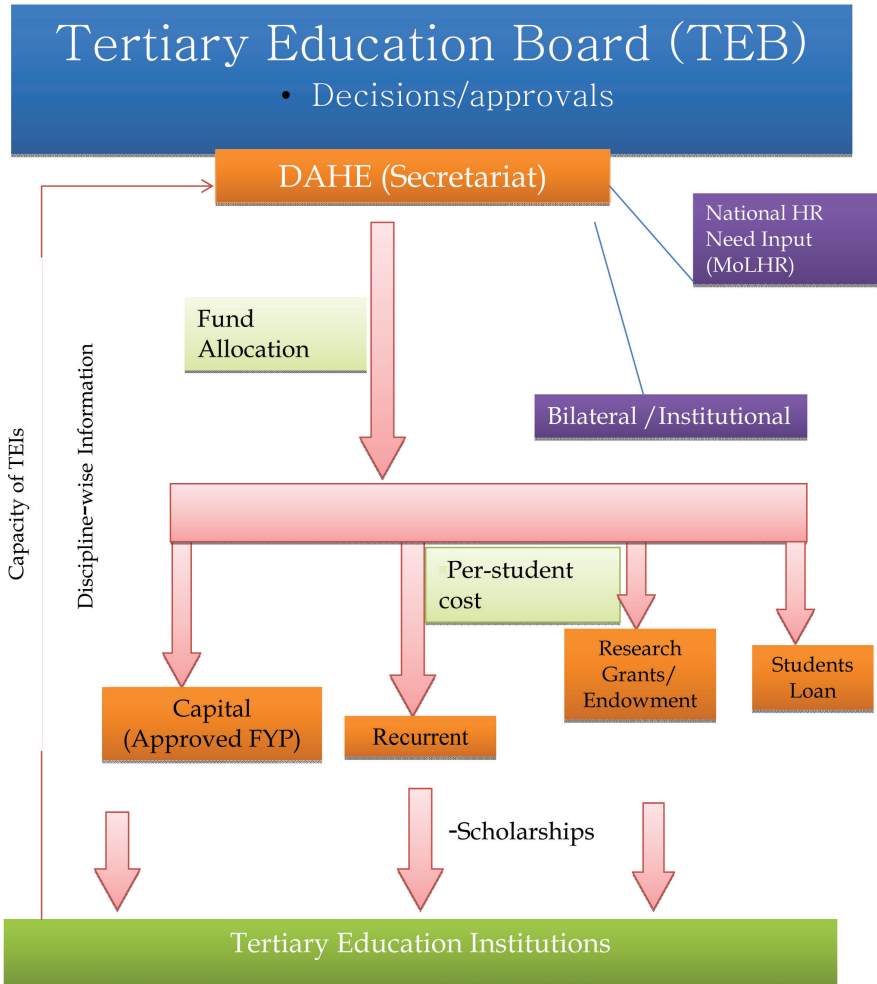 Tertiary Education Board (TEB)
• Decisions/approvals
DAHE (Secretariat)
National HR
Need Input
(MoLHR)
Fund
Allocation
Bilateral /Institutional
Capacity of TEIs
Discipline-wise Information
Per-student
cost
Research
Grants/
Endowment
Students
Loan
Capital
(Approved FYP)
Recurrent
-Scholarships
Tertiary Education Institutions